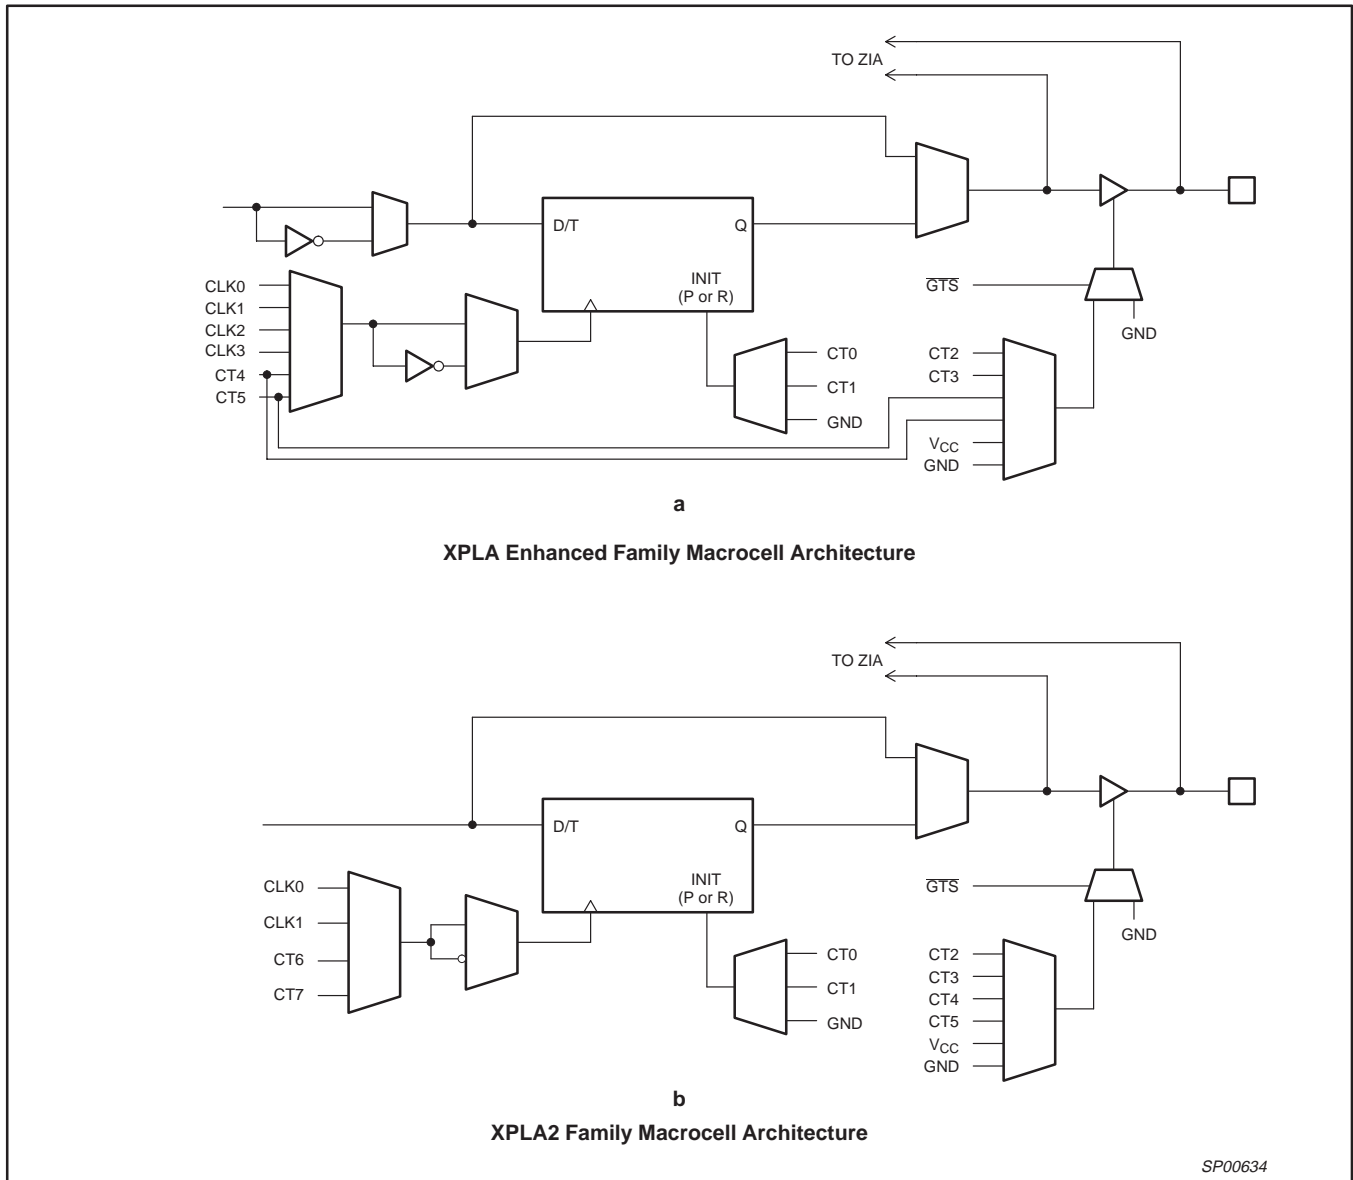 TO ZIA
D/T
Q
INIT
(P or R)
CLK0
CLK1
CLK2
CLK3
CT4
CT5
CT0
CT1
GND
GTS
GND
CT2
CT3
VCC
GND
a
XPLA Enhanced Family Macrocell Architecture
TO ZIA
D/T
Q
INIT
(P or R)
CLK0
CLK1
CT6
CT7
CT0
CT1
GND
GTS
GND
CT2
CT3
CT4
CT5
VCC
GND
b
XPLA2 Family Macrocell Architecture
SP00634